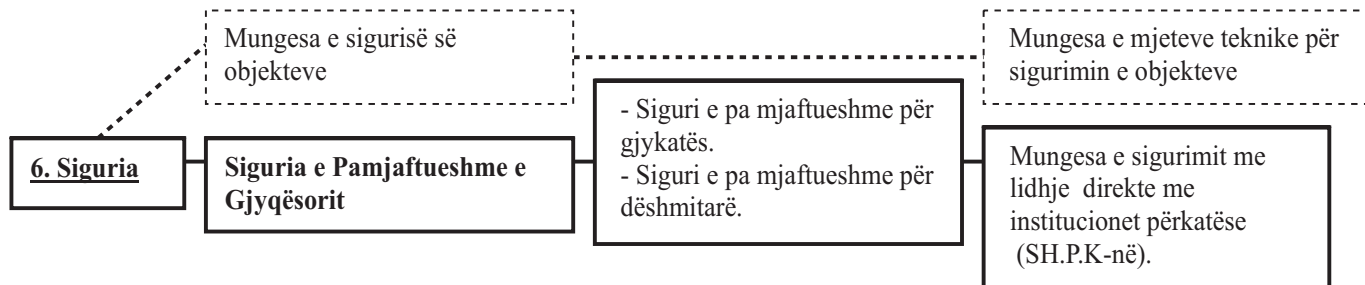 Mungesa e sigurisë së
objekteve
Mungesa e mjeteve teknike për
sigurimin e objekteve
6. Siguria
Siguria e Pamjaftueshme e
Gjyqësorit
- Siguri e pa mjaftueshme për
gjykatës.
- Siguri e pa mjaftueshme për
dëshmitarë.
Mungesa e sigurimit me
lidhje direkte me
institucionet përkatëse
(SH.P.K-në).